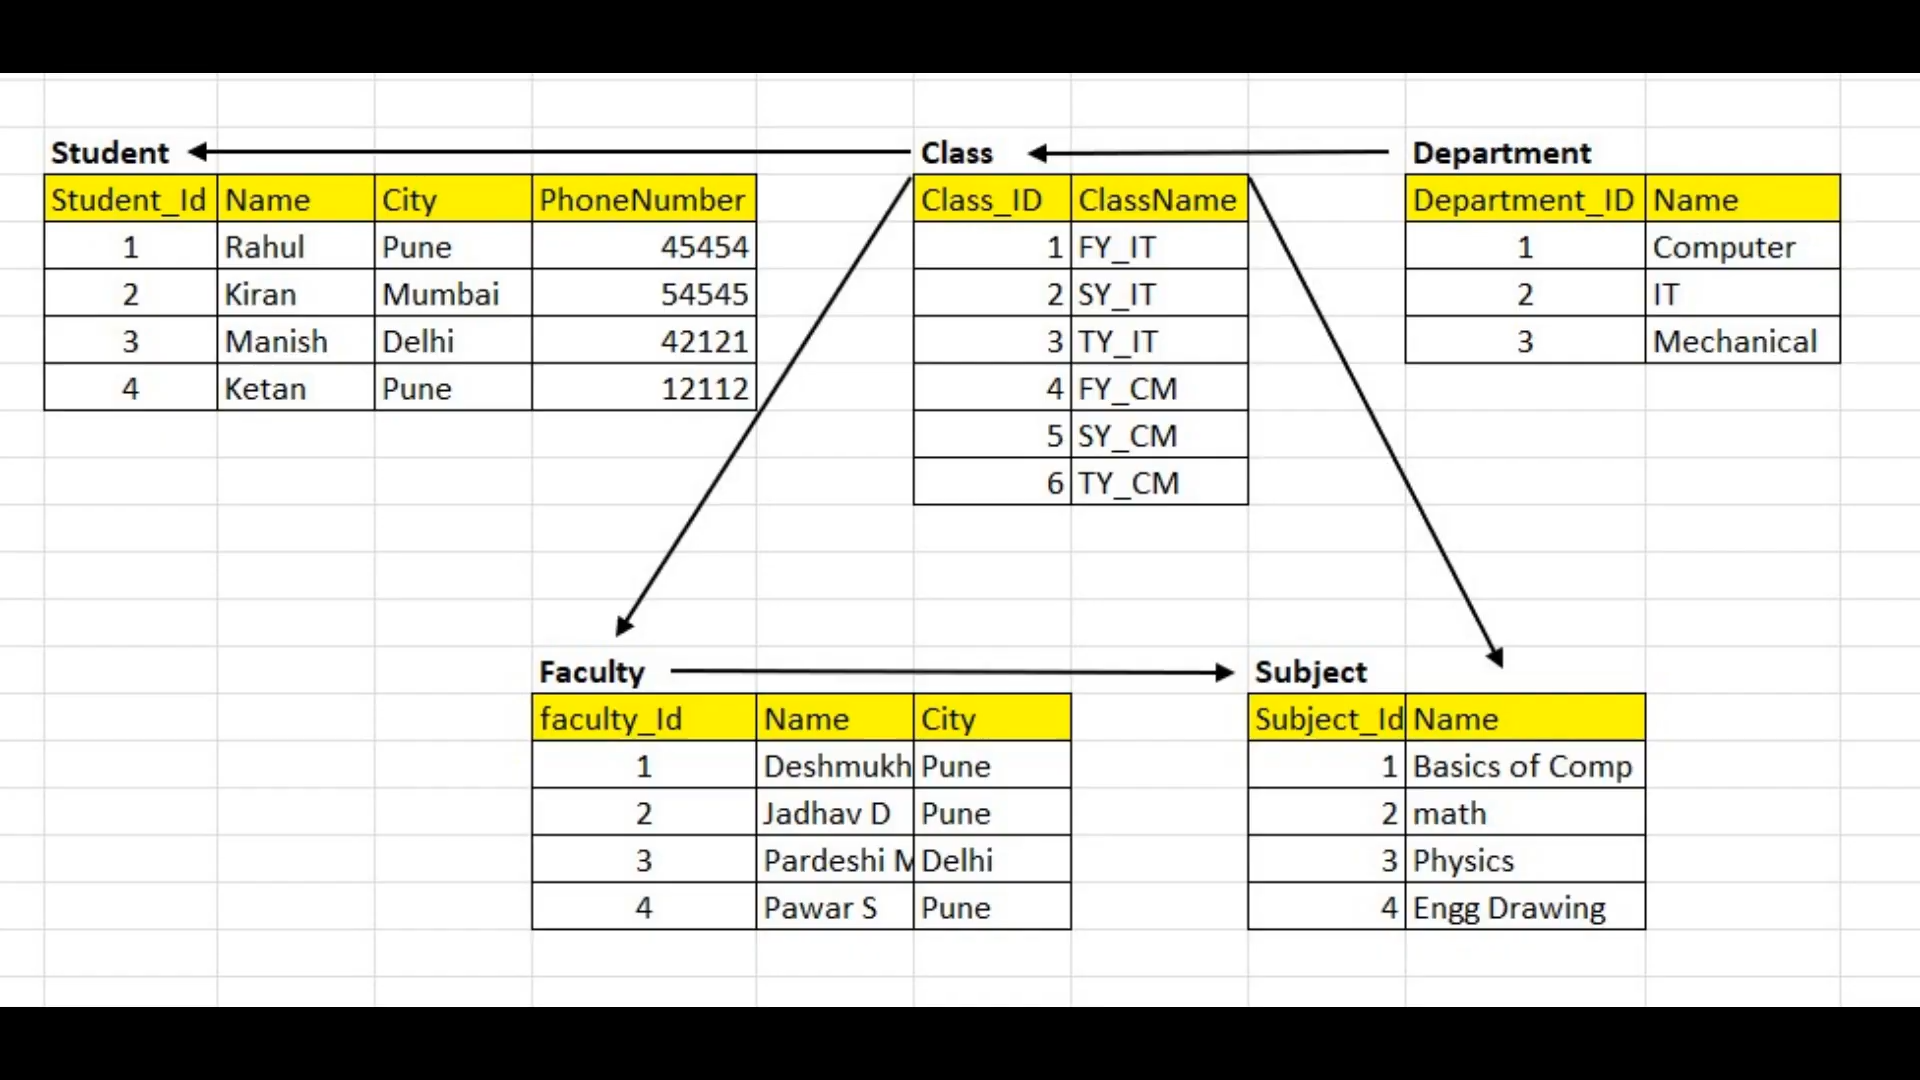 Student Class Department
Student_Id Name City PhoneNumber Class_ID ClassName Department_ID Name
1 Rahul Pune 45454 1 FY_IT 1 Computer
2 Kiran Mumbai 54545 2 SY_IT 2 IT
3 Manish Delhi 42121 3 TY_IT 3 Mechanical
4 Ketan Pune 12112 4 FY_CM
5 SY_CM
6 TY_CM
Faculty Subject
faculty_Id Name City Subject_Id Name
1 Deshmukh Pune 1 Basics of Comp
2 Jadhav D Pune 2 math
3 Pardeshi M Delhi 3 Physics
4 Pawar S Pune 4 Engg Drawing